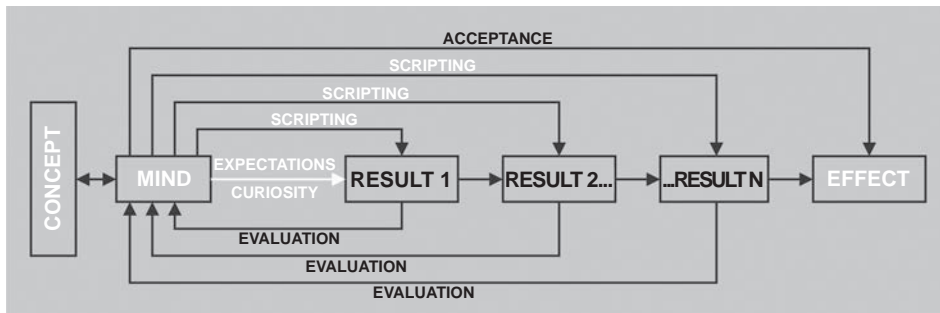 ACCEPTANCE
SCRIPTING
SCRIPTING
SCRIPTING
CONCEPT
MIND
EXPECTATIONS
CURIOSITY
RESULT 1
RESULT 2...
...RESULT N
EFFECT
EVALUATION
EVALUATION
EVALUATION